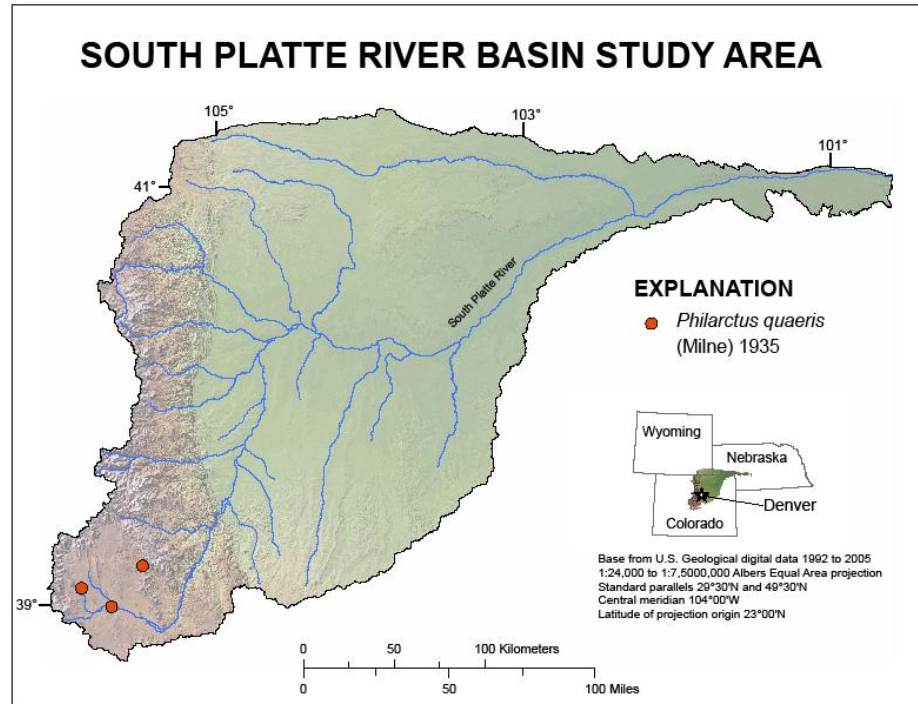 SOUTH PLATTE RIVER BASIN STUDY AREA
105°
103°
101°
41°
South Platte River
EXPLANATION
Philarctus quaeris
(Milne) 1935
Wyoming
Nebraska
Denver
Colorado
Base from U.S. Geological digital data 1992 to 2005
1:24,000 to 1:7,5000,000 Albers Equal Area projection
Standard parallels 29°30'N and 49°30'N
Central meridian 104°00'W
Latitude of projection origin 23°00'N
39°
0 50 100 Kilometers
0 50 100 Miles